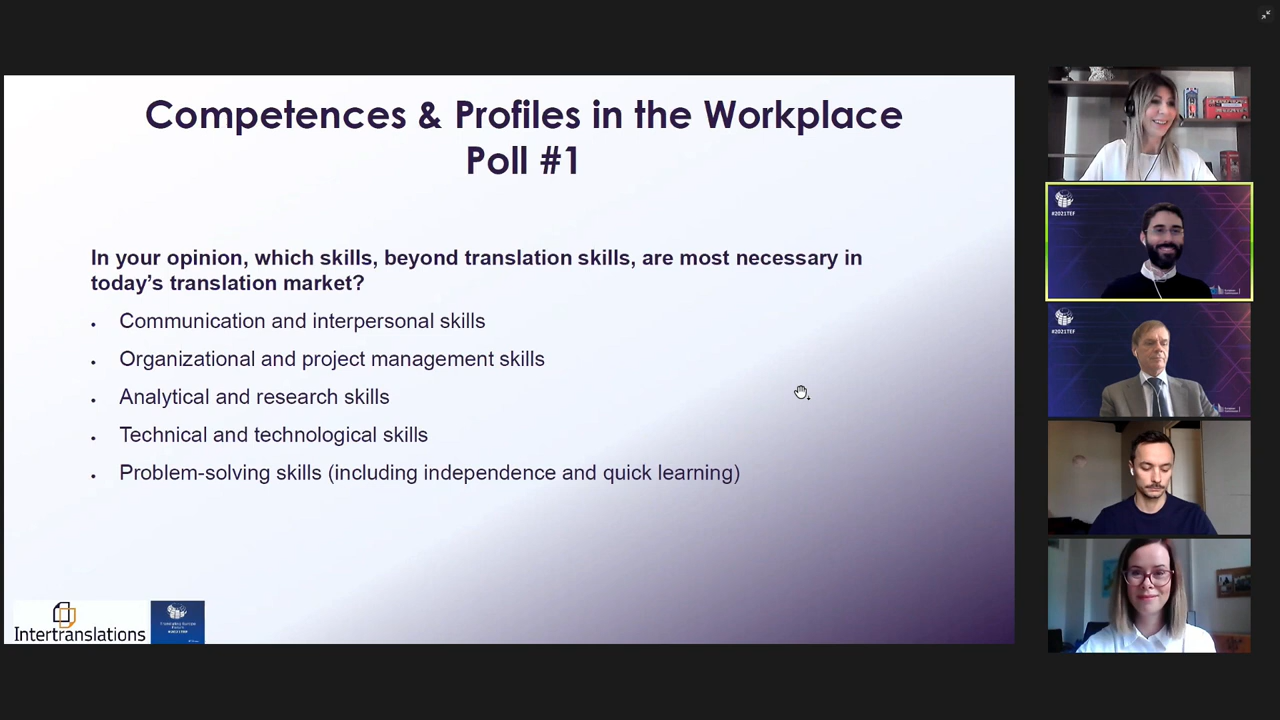 Competences & Profiles in the Workplace
Poll #1
In your opinion, which skills, beyond translation skills, are most necessary in
today’s translation market?
• Communication and interpersonal skills
• Organizational and project management skills
• Analytical and research skills
• Technical and technological skills
• Problem-solving skills (including independence and quick learning)
Intertranslations
#2021TEF
#2021TEF